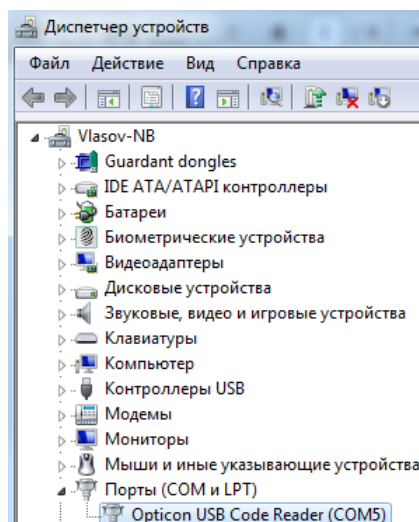 Диспетчер устройств
Файл Действие Вид Справка
Vlasov-NB
Guardant dongles
IDE ATA/ATAPI контроллеры
Батареи
Биометрические устройства
Видеоадаптеры
Дисковые устройства
Звуковые, видео и игровые устройства
Клавиатуры
Компьютер
Контроллеры USB
Модемы
Мониторы
Мыши и иные указывающие устройства
Порты (COM и LPT)
Opticon USB Code Reader (COM5)